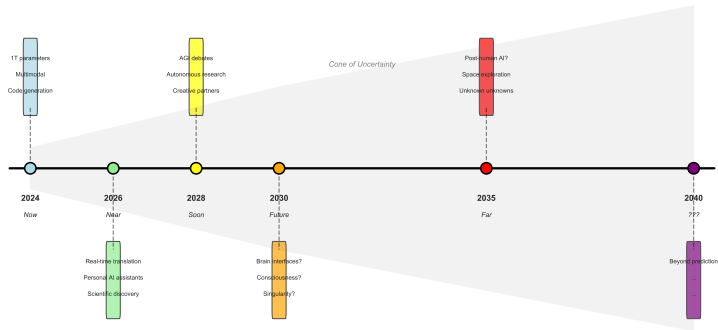 1T parameters
Multimodal
Code generation
AGI debates
Autonomous research
Creative partners
Cone of Uncertainty
Post-human AI?
Space exploration
Unknown unknowns
2024
Now
2026
Near
2028
Soon
2030
Future
2035
Far
2040
???
Real-time translation
Personal AI assistants
Scientific discovery
Brain interfaces?
Consciousness?
Singularity?
Beyond prediction
...
...